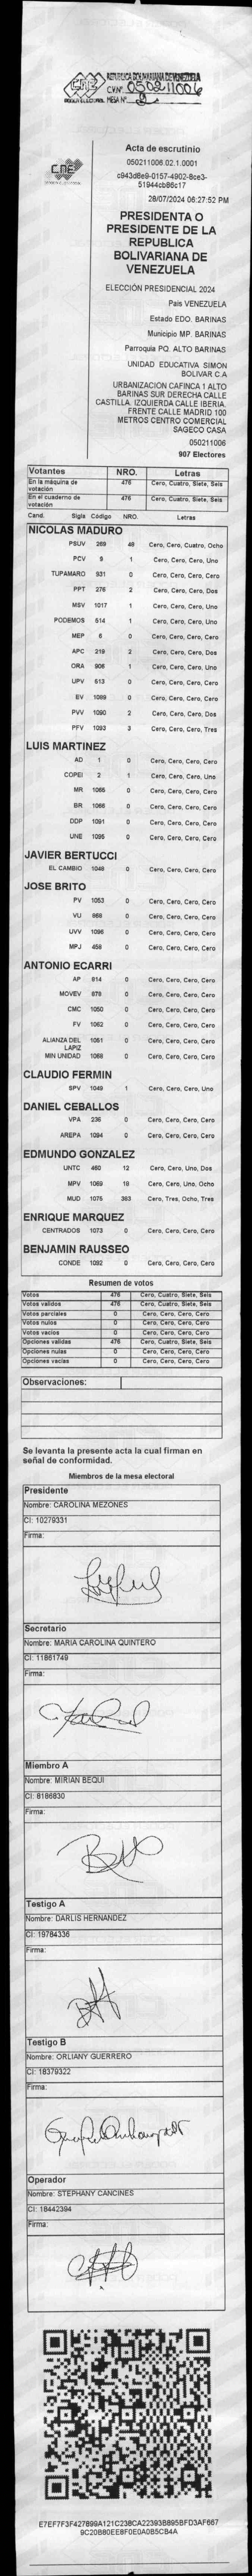 CNE
REPUBLICA BOLIVARIANA DE VENEZUELA
PODER ELECTORAL
C.V.Nº 050211006
MESA Nº 2
CNE
Acta de escrutinio
050211006.02.1.0001
c943d8e9-0157-4902-8ce3-
51944cb86c17
28/07/2024 06:27:52 PM
PRESIDENTA O
PRESIDENTE DE LA
REPUBLICA
BOLIVARIANA DE
VENEZUELA
ELECCIÓN PRESIDENCIAL 2024
Pais VENEZUELA
Estado EDO. BARINAS
Municipio MP. BARINAS
Parroquia PQ. ALTO BARINAS
UNIDAD EDUCATIVA SIMON
BOLIVAR C.A
URBANIZACION CAFINCA 1 ALTO
BARINAS SUR DERECHA CALLE
CASTILLA. IZQUIERDA CALLE IBERIA.
FRENTE CALLE MADRID 100
METROS CENTRO COMERCIAL
SAGECO CASA
050211006
907 Electores
Votantes NRO. Letras
En la máquina de votación 476 Cero, Cuatro, Siete, Seis
En el cuaderno de votación 476 Cero, Cuatro, Siete, Seis
Cand. Sigla Código NRO. Letras
NICOLAS MADURO
PSUV 269 48 Cero, Cero, Cuatro, Ocho
PCV 9 1 Cero, Cero, Cero, Uno
TUPAMARO 931 0 Cero, Cero, Cero, Cero
PPT 276 2 Cero, Cero, Cero, Dos
MSV 1017 1 Cero, Cero, Cero, Uno
PODEMOS 514 1 Cero, Cero, Cero, Uno
MEP 6 0 Cero, Cero, Cero, Cero
APC 219 2 Cero, Cero, Cero, Dos
ORA 906 1 Cero, Cero, Cero, Uno
UPV 613 0 Cero, Cero, Cero, Cero
EV 1089 0 Cero, Cero, Cero, Cero
PVV 1090 2 Cero, Cero, Cero, Dos
PFV 1093 3 Cero, Cero, Cero, Tres
LUIS MARTINEZ
AD 1 0 Cero, Cero, Cero, Cero
COPEI 2 1 Cero, Cero, Cero, Uno
MR 1065 0 Cero, Cero, Cero, Cero
BR 1066 0 Cero, Cero, Cero, Cero
DDP 1091 0 Cero, Cero, Cero, Cero
UNE 1095 0 Cero, Cero, Cero, Cero
JAVIER BERTUCCI
EL CAMBIO 1048 0 Cero, Cero, Cero, Cero
JOSE BRITO
PV 1053 0 Cero, Cero, Cero, Cero
VU 868 0 Cero, Cero, Cero, Cero
UVV 1096 0 Cero, Cero, Cero, Cero
MPJ 458 0 Cero, Cero, Cero, Cero
ANTONIO ECARRI
AP 814 0 Cero, Cero, Cero, Cero
MOVEV 678 0 Cero, Cero, Cero, Cero
CMC 1050 0 Cero, Cero, Cero, Cero
FV 1062 0 Cero, Cero, Cero, Cero
ALIANZA DEL LAPIZ 1051 0 Cero, Cero, Cero, Cero
MIN UNIDAD 1088 0 Cero, Cero, Cero, Cero
CLAUDIO FERMIN
SPV 1049 1 Cero, Cero, Cero, Uno
DANIEL CEBALLOS
VPA 236 0 Cero, Cero, Cero, Cero
AREPA 1094 0 Cero, Cero, Cero, Cero
EDMUNDO GONZALEZ
UNTC 460 12 Cero, Cero, Uno, Dos
MPV 1069 18 Cero, Cero, Uno, Ocho
MUD 1075 383 Cero, Tres, Ocho, Tres
ENRIQUE MARQUEZ
CENTRADOS 1073 0 Cero, Cero, Cero, Cero
BENJAMIN RAUSSEO
CONDE 1092 0 Cero, Cero, Cero, Cero
Resumen de votos
Votos 476 Cero, Cuatro, Siete, Seis
Votos validos 476 Cero, Cuatro, Siete, Seis
Votos parciales 0 Cero, Cero, Cero, Cero
Votos nulos 0 Cero, Cero, Cero, Cero
Votos vacios 0 Cero, Cero, Cero, Cero
Opciones validas 476 Cero, Cuatro, Siete, Seis
Opciones nulas 0 Cero, Cero, Cero, Cero
Opciones vacias 0 Cero, Cero, Cero, Cero
Observaciones:
Se levanta la presente acta la cual firman en
señal de conformidad.
Miembros de la mesa electoral
Presidente
Nombre: CAROLINA MEZONES
CI: 10279331
Firma:
Secretario
Nombre: MARIA CAROLINA QUINTERO
CI: 11861749
Firma:
Miembro A
Nombre: MIRIAN BEQUI
CI: 8186830
Firma:
Testigo A
Nombre: DARLIS HERNANDEZ
CI: 19784336
Firma:
Testigo B
Nombre: ORLIANY GUERRERO
CI: 18379322
Firma:
Operador
Nombre: STEPHANY CANCINES
CI: 18442394
Firma:
E7EF7F3F427899A121C238CA22393B895BFD3AF667
9C20B80EE8F0E0A0B5CB4A